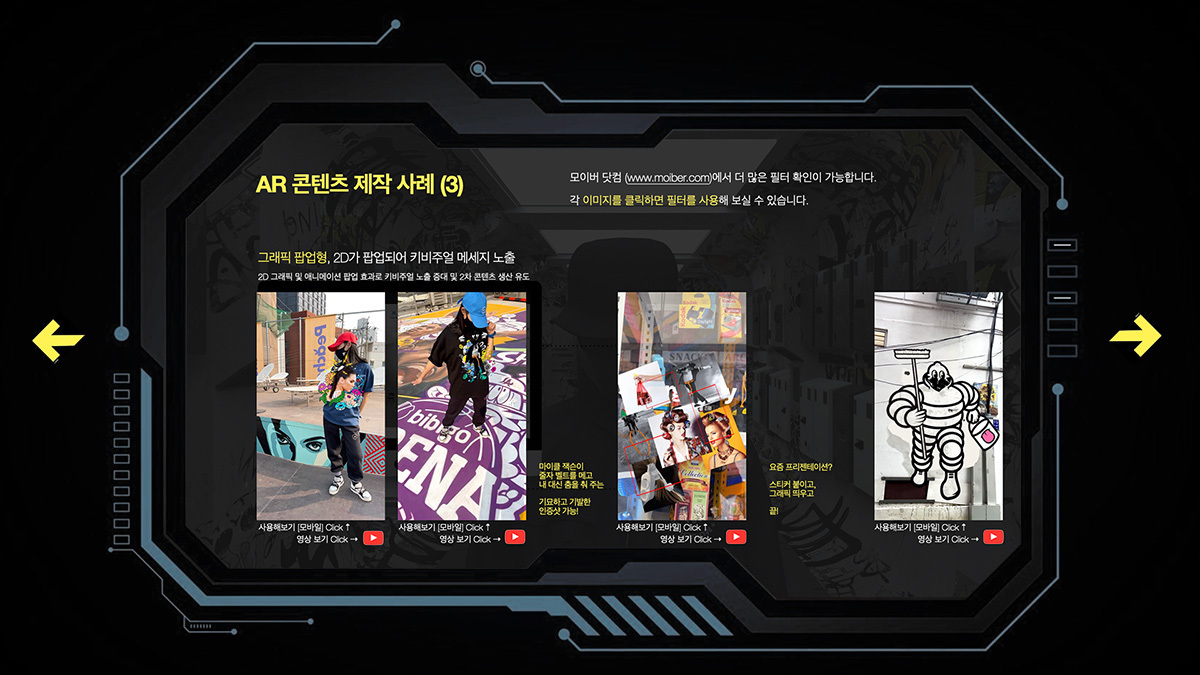 AR 콘텐츠 제작 사례 (3)
모이버 닷컴 (www.moiber.com)에서 더 많은 필터 확인이 가능합니다.
각 이미지를 클릭하면 필터를 사용해 보실 수 있습니다.
그래픽 팝업형, 2D가 팝업되어 키비주얼 메세지 노출
2D 그래픽 및 애니메이션 팝업 효과로 키비주얼 노출 증대 및 2차 콘텐츠 생산 유도
Peach
bibigo
ENA
SNACK
Kodak
Collection
마이클 잭슨이
줄자 벨트를 메고
내 대신 춤을 춰 주는
기묘하고 기발한
인증샷 가능!
요즘 프리젠테이션?
스티커 붙이고,
그래픽 띄우고
끝!
사용해보기 [모바일] Click ↑
영상 보기 Click →
사용해보기 [모바일] Click ↑
영상 보기 Click →
사용해보기 [모바일] Click ↑
영상 보기 Click →
사용해보기 [모바일] Click ↑
영상 보기 Click →